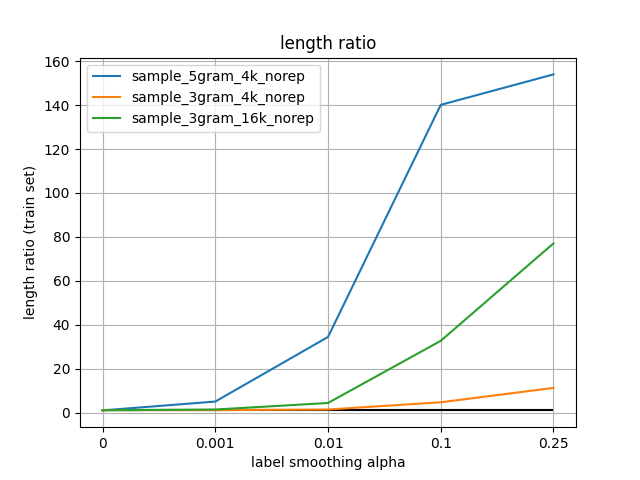 length ratio
sample_5gram_4k_norep
sample_3gram_4k_norep
sample_3gram_16k_norep
length ratio (train set)
160
140
120
100
80
60
40
20
0
0 0.001 0.01 0.1 0.25
label smoothing alpha